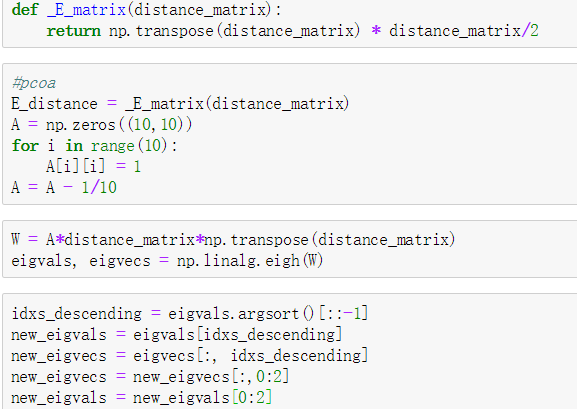 def _E_matrix(distance_matrix):
    return np.transpose(distance_matrix) * distance_matrix/2
#pcoa
E_distance = _E_matrix(distance_matrix)
A = np.zeros((10,10))
for i in range(10):
    A[i][i] = 1
A = A - 1/10
W = A*distance_matrix*np.transpose(distance_matrix)
eigvals, eigvecs = np.linalg.eigh(W)
idxs_descending = eigvals.argsort()[::-1]
new_eigvals = eigvals[idxs_descending]
new_eigvecs = eigvecs[:, idxs_descending]
new_eigvecs = new_eigvecs[:,0:2]
new_eigvals = new_eigvals[0:2]